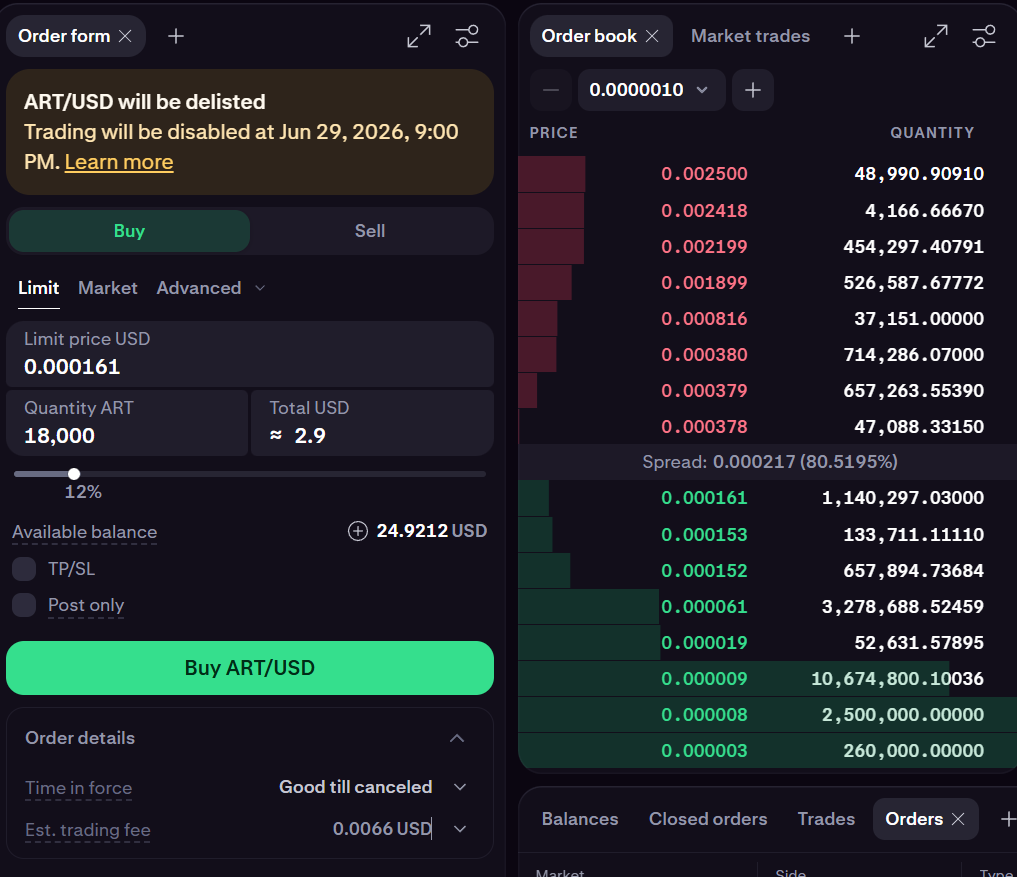 Order form
ART/USD will be delisted
Trading will be disabled at Jun 29, 2026, 9:00
PM. Learn more
Buy Sell
Limit Market Advanced
Limit price USD
0.000161
Quantity ART Total USD
18,000 ≈ 2.9
12%
Available balance 24.9212 USD
TP/SL
Post only
Buy ART/USD
Order details
Time in force Good till canceled
Est. trading fee 0.0066 USD
Order book Market trades
0.0000010
PRICE QUANTITY
0.002500 48,990.90910
0.002418 4,166.66670
0.002199 454,297.40791
0.001899 526,587.67772
0.000816 37,151.00000
0.000380 714,286.07000
0.000379 657,263.55390
0.000378 47,088.33150
Spread: 0.000217 (80.5195%)
0.000161 1,140,297.03000
0.000153 133,711.11110
0.000152 657,894.73684
0.000061 3,278,688.52459
0.000019 52,631.57895
0.000009 10,674,800.10036
0.000008 2,500,000.00000
0.000003 260,000.00000
Balances Closed orders Trades Orders
Market Side Type